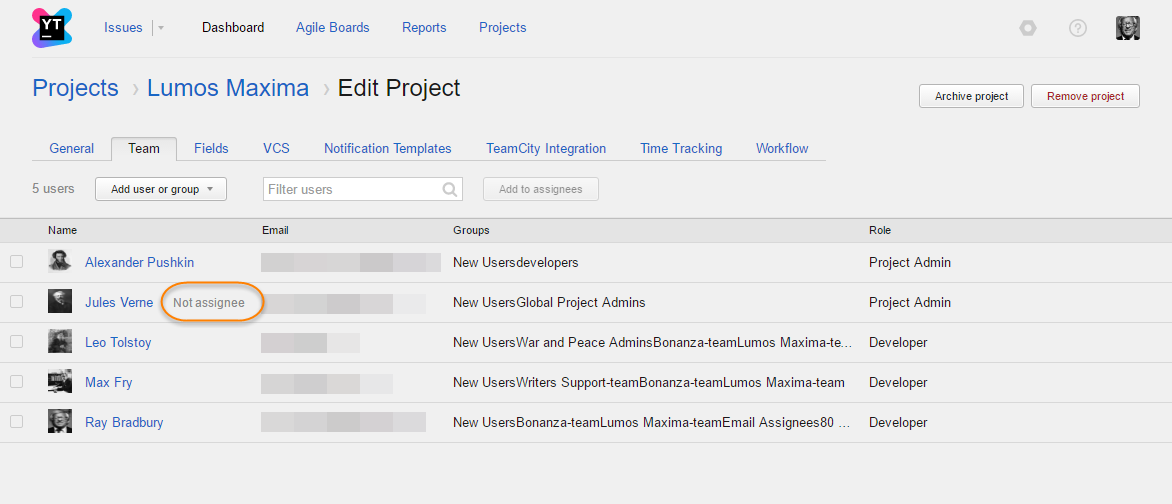 YT
Issues Dashboard Agile Boards Reports Projects
Projects › Lumos Maxima › Edit Project
Archive project Remove project
General Team Fields VCS Notification Templates TeamCity Integration Time Tracking Workflow
5 users Add user or group Filter users Add to assignees
Name Email Groups Role
Alexander Pushkin New Usersdevelopers Project Admin
Jules Verne Not assignee New UsersGlobal Project Admins Project Admin
Leo Tolstoy New UsersWar and Peace AdminsBonanza-teamLumos Maxima-te... Developer
Max Fry New UsersWriters Support-teamBonanza-teamLumos Maxima-team Developer
Ray Bradbury New UsersBonanza-teamLumos Maxima-teamEmail Assignees80 ... Developer